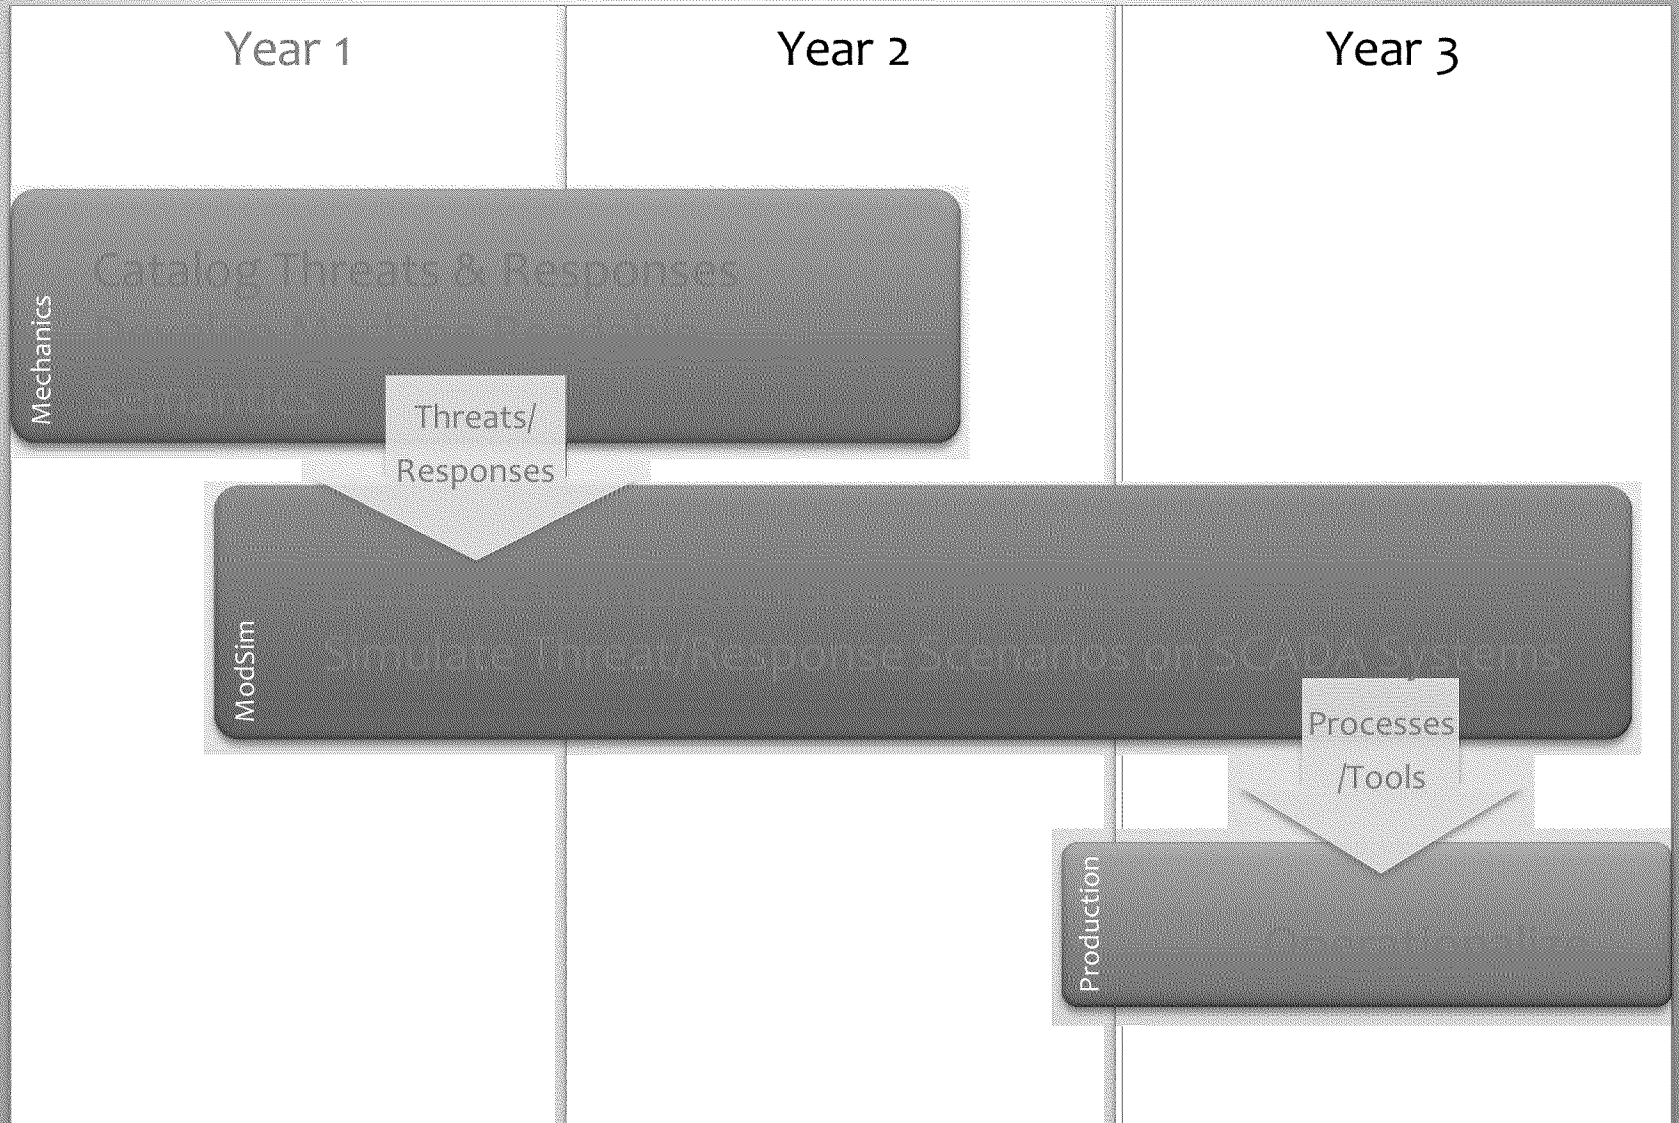 Year 1
Year 2
Year 3
Mechanics
Catalog Threats & Responses
Semantics
Threats/
Responses
ModSim
Simulate Threat Response Scenarios on SCADA Systems
Processes
/Tools
Production